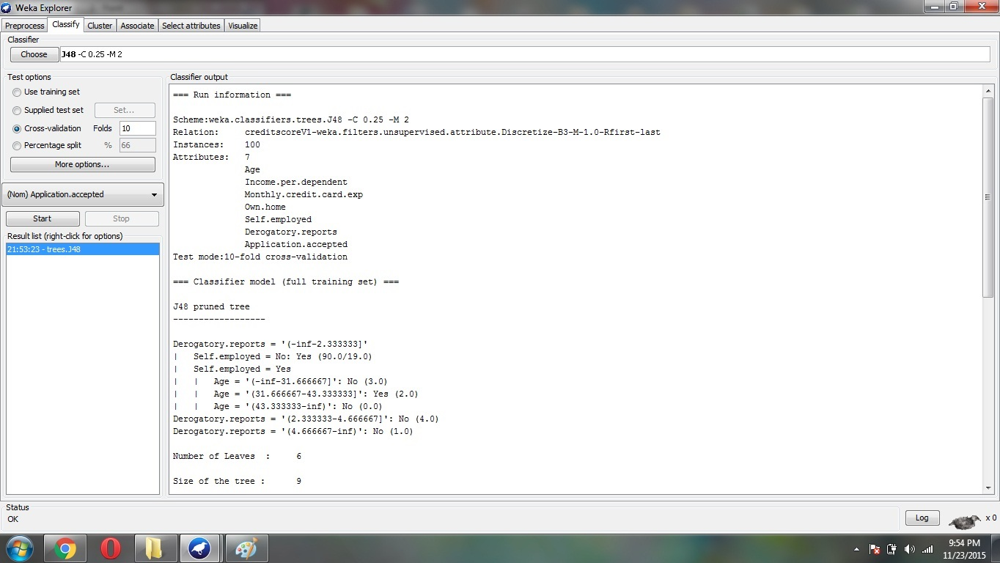 Weka Explorer
Preprocess Classify Cluster Associate Select attributes Visualize
Classifier
Choose J48 -C 0.25 -M 2
Test options
Use training set
Supplied test set Set...
Cross-validation Folds 10
Percentage split % 66
More options...
(Nom) Application.accepted
Start Stop
Result list (right-click for options)
21:53:23 - trees.J48
Classifier output
=== Run information ===
Scheme:weka.classifiers.trees.J48 -C 0.25 -M 2
Relation: creditscoreV1-weka.filters.unsupervised.attribute.Discretize-B3-M-1.0-Rfirst-last
Instances: 100
Attributes: 7
Age
Income.per.dependent
Monthly.credit.card.exp
Own.home
Self.employed
Derogatory.reports
Application.accepted
Test mode:10-fold cross-validation
=== Classifier model (full training set) ===
J48 pruned tree
------------------
Derogatory.reports = '(-inf-2.333333]'
| Self.employed = No: Yes (90.0/19.0)
| Self.employed = Yes
| | Age = '(-inf-31.666667]': No (3.0)
| | Age = '(31.666667-43.333333]': Yes (2.0)
| | Age = '(43.333333-inf)': No (0.0)
Derogatory.reports = '(2.333333-4.666667]': No (4.0)
Derogatory.reports = '(4.666667-inf)': No (1.0)
Number of Leaves : 6
Size of the tree : 9
Status
OK
Log
x 0
9:54 PM
11/23/2015